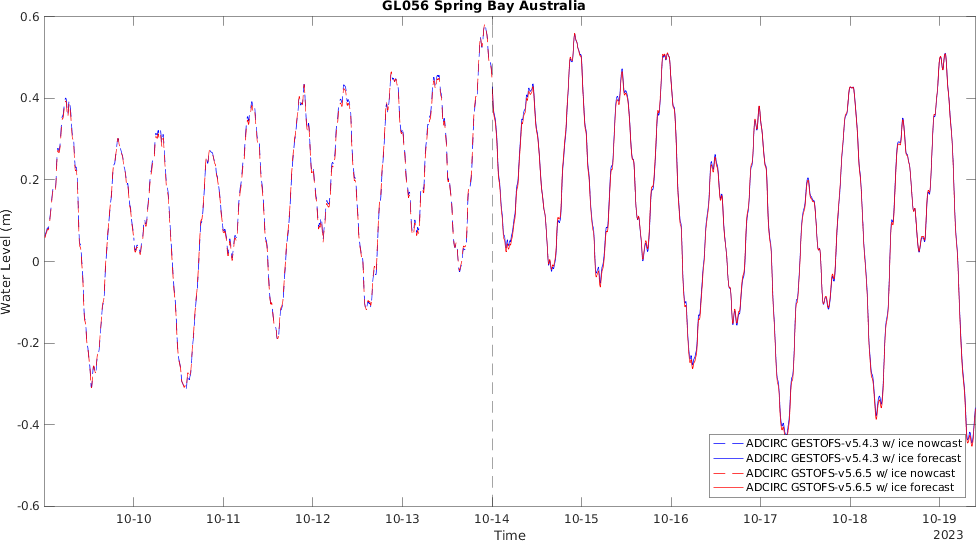 GL056 Spring Bay Australia
Water Level (m)
0.6
0.4
0.2
0
-0.2
-0.4
-0.6
ADCIRC GESTOFS-v5.4.3 w/ ice nowcast
ADCIRC GESTOFS-v5.4.3 w/ ice forecast
ADCIRC GSTOFS-v5.6.5 w/ ice nowcast
ADCIRC GSTOFS-v5.6.5 w/ ice forecast
10-10 10-11 10-12 10-13 10-14 10-15 10-16 10-17 10-18 10-19
Time
2023